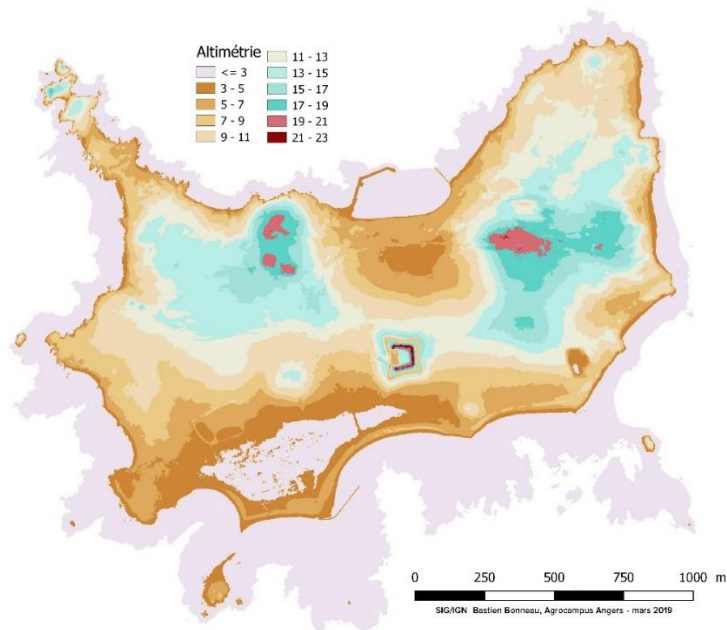 Altimétrie
<= 3
3 - 5
5 - 7
7 - 9
9 - 11
11 - 13
13 - 15
15 - 17
17 - 19
19 - 21
21 - 23
0 250 500 750 1000 m
SIG/IGN Bastien Bonneau, Agrocampus Angers - mars 2019